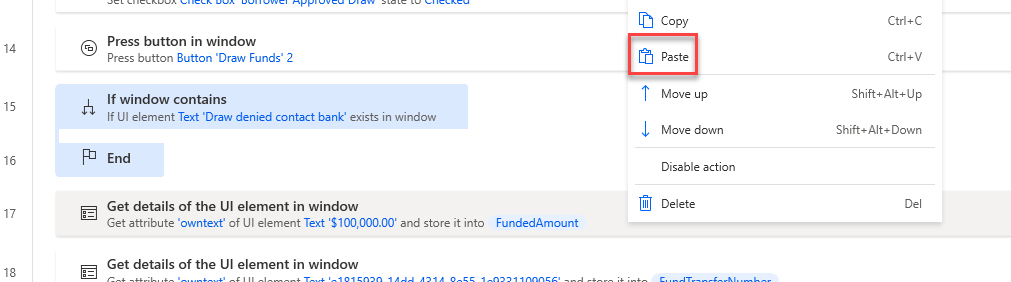 Set checkbox Check Box 'Borrower Approved Draw' state to Checked
Copy Ctrl+C
14 Press button in window
Press button Button 'Draw Funds' 2
Paste Ctrl+V
Move up Shift+Alt+Up
15 If window contains
If UI element Text 'Draw denied contact bank' exists in window
Move down Shift+Alt+Down
16 End
Disable action
Delete Del
17 Get details of the UI element in window
Get attribute 'owntext' of UI element Text '$100,000.00' and store it into FundedAmount
18 Get details of the UI element in window
Get attribute 'owntext' of UI element Text 'e1815939-14dd-4314-8e55-1e9331109056' and store it into FundTransferNumber